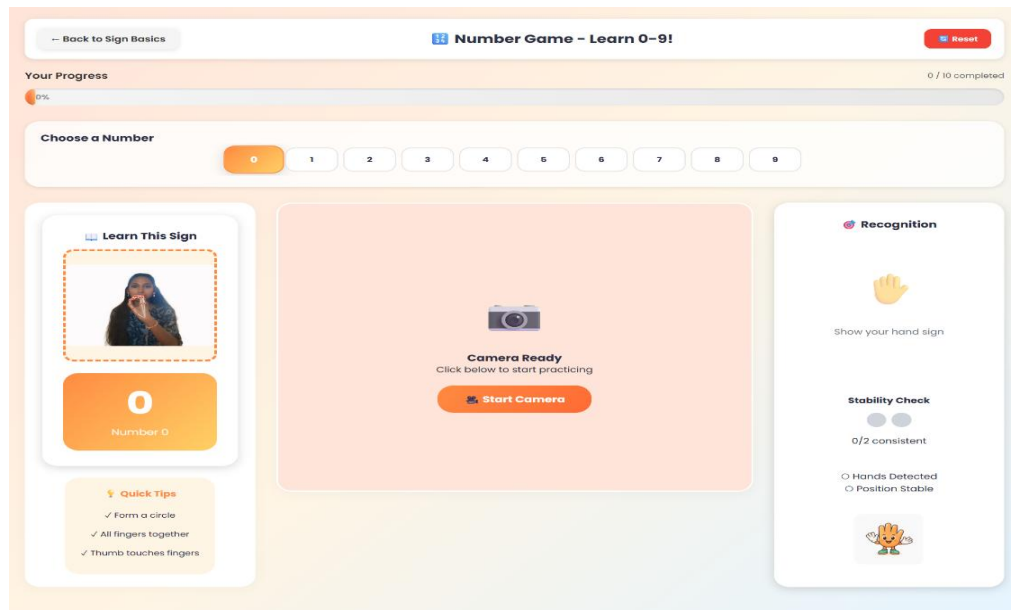 ← Back to Sign Basics
Number Game - Learn 0-9!
Reset
Your Progress
0 / 10 completed
0%
Choose a Number
0 1 2 3 4 5 6 7 8 9
Learn This Sign
0
Number 0
Quick Tips
✓ Form a circle
✓ All fingers together
✓ Thumb touches fingers
Camera Ready
Click below to start practicing
Start Camera
Recognition
Show your hand sign
Stability Check
0/2 consistent
Hands Detected
Position Stable